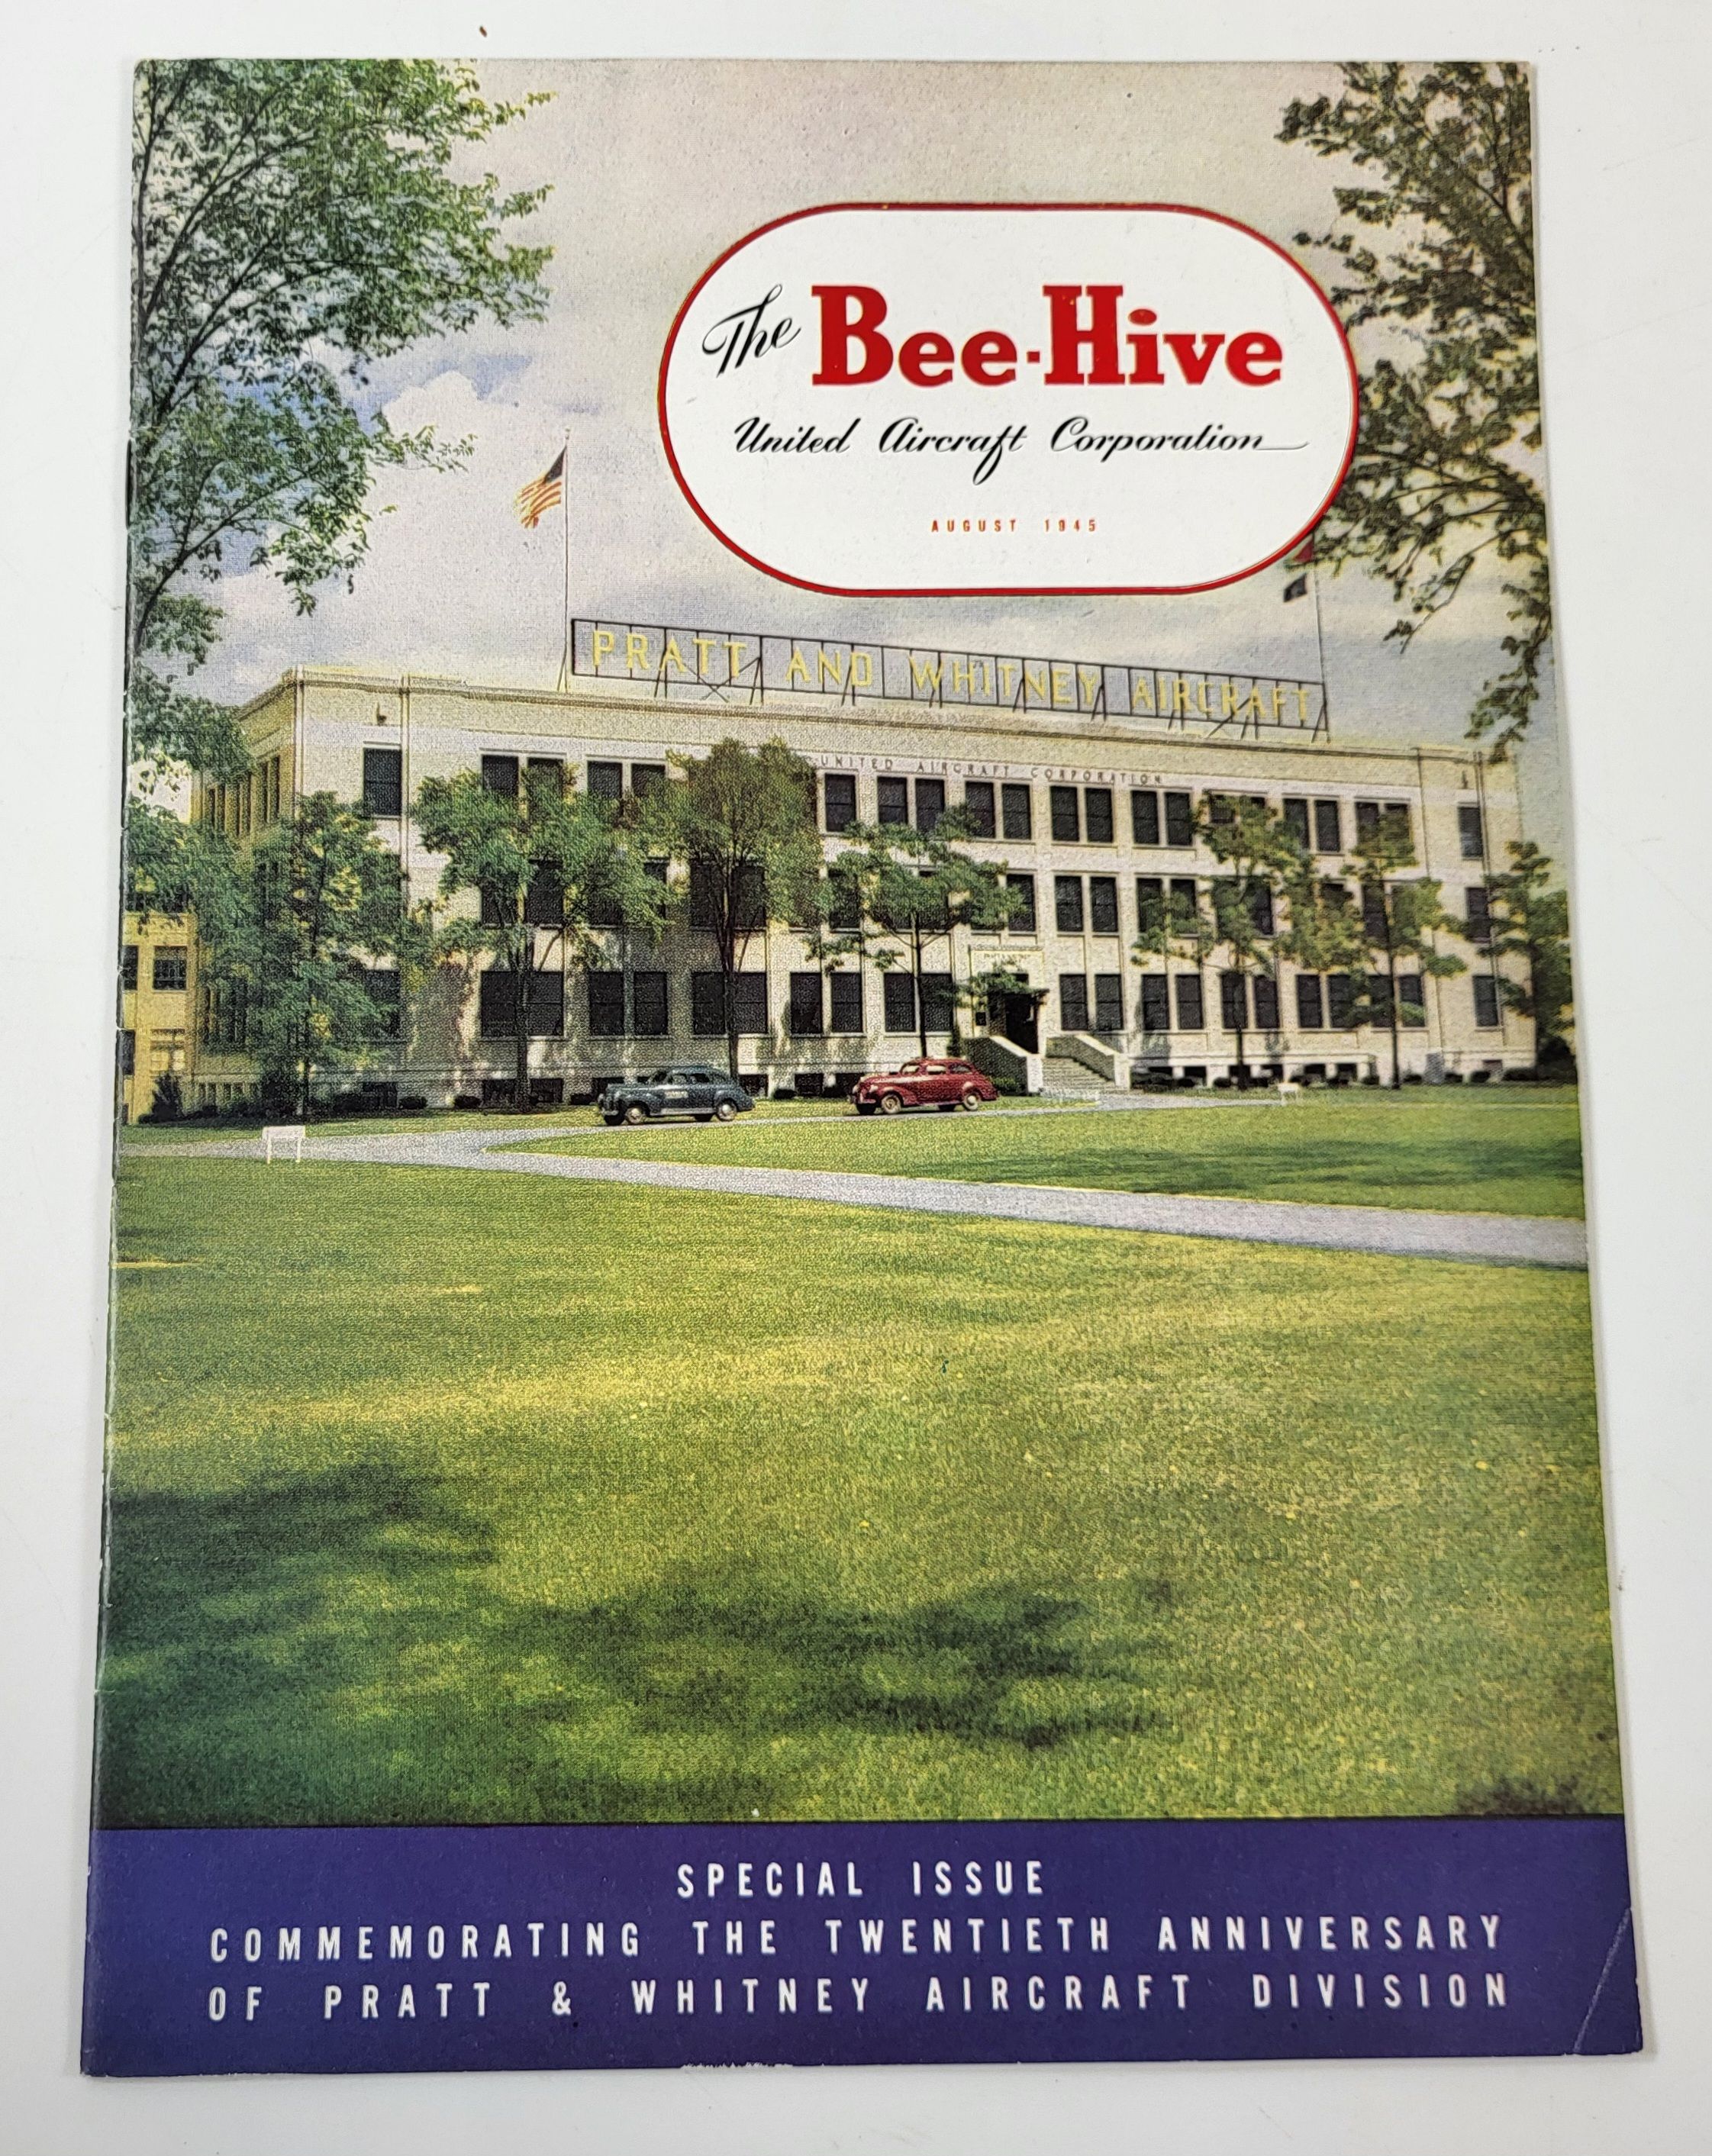 The Bee-Hive
United Aircraft Corporation
AUGUST 1945
PRATT AND WHITNEY AIRCRAFT
UNITED AIRCRAFT CORPORATION
SPECIAL ISSUE
COMMEMORATING THE TWENTIETH ANNIVERSARY
OF PRATT & WHITNEY AIRCRAFT DIVISION